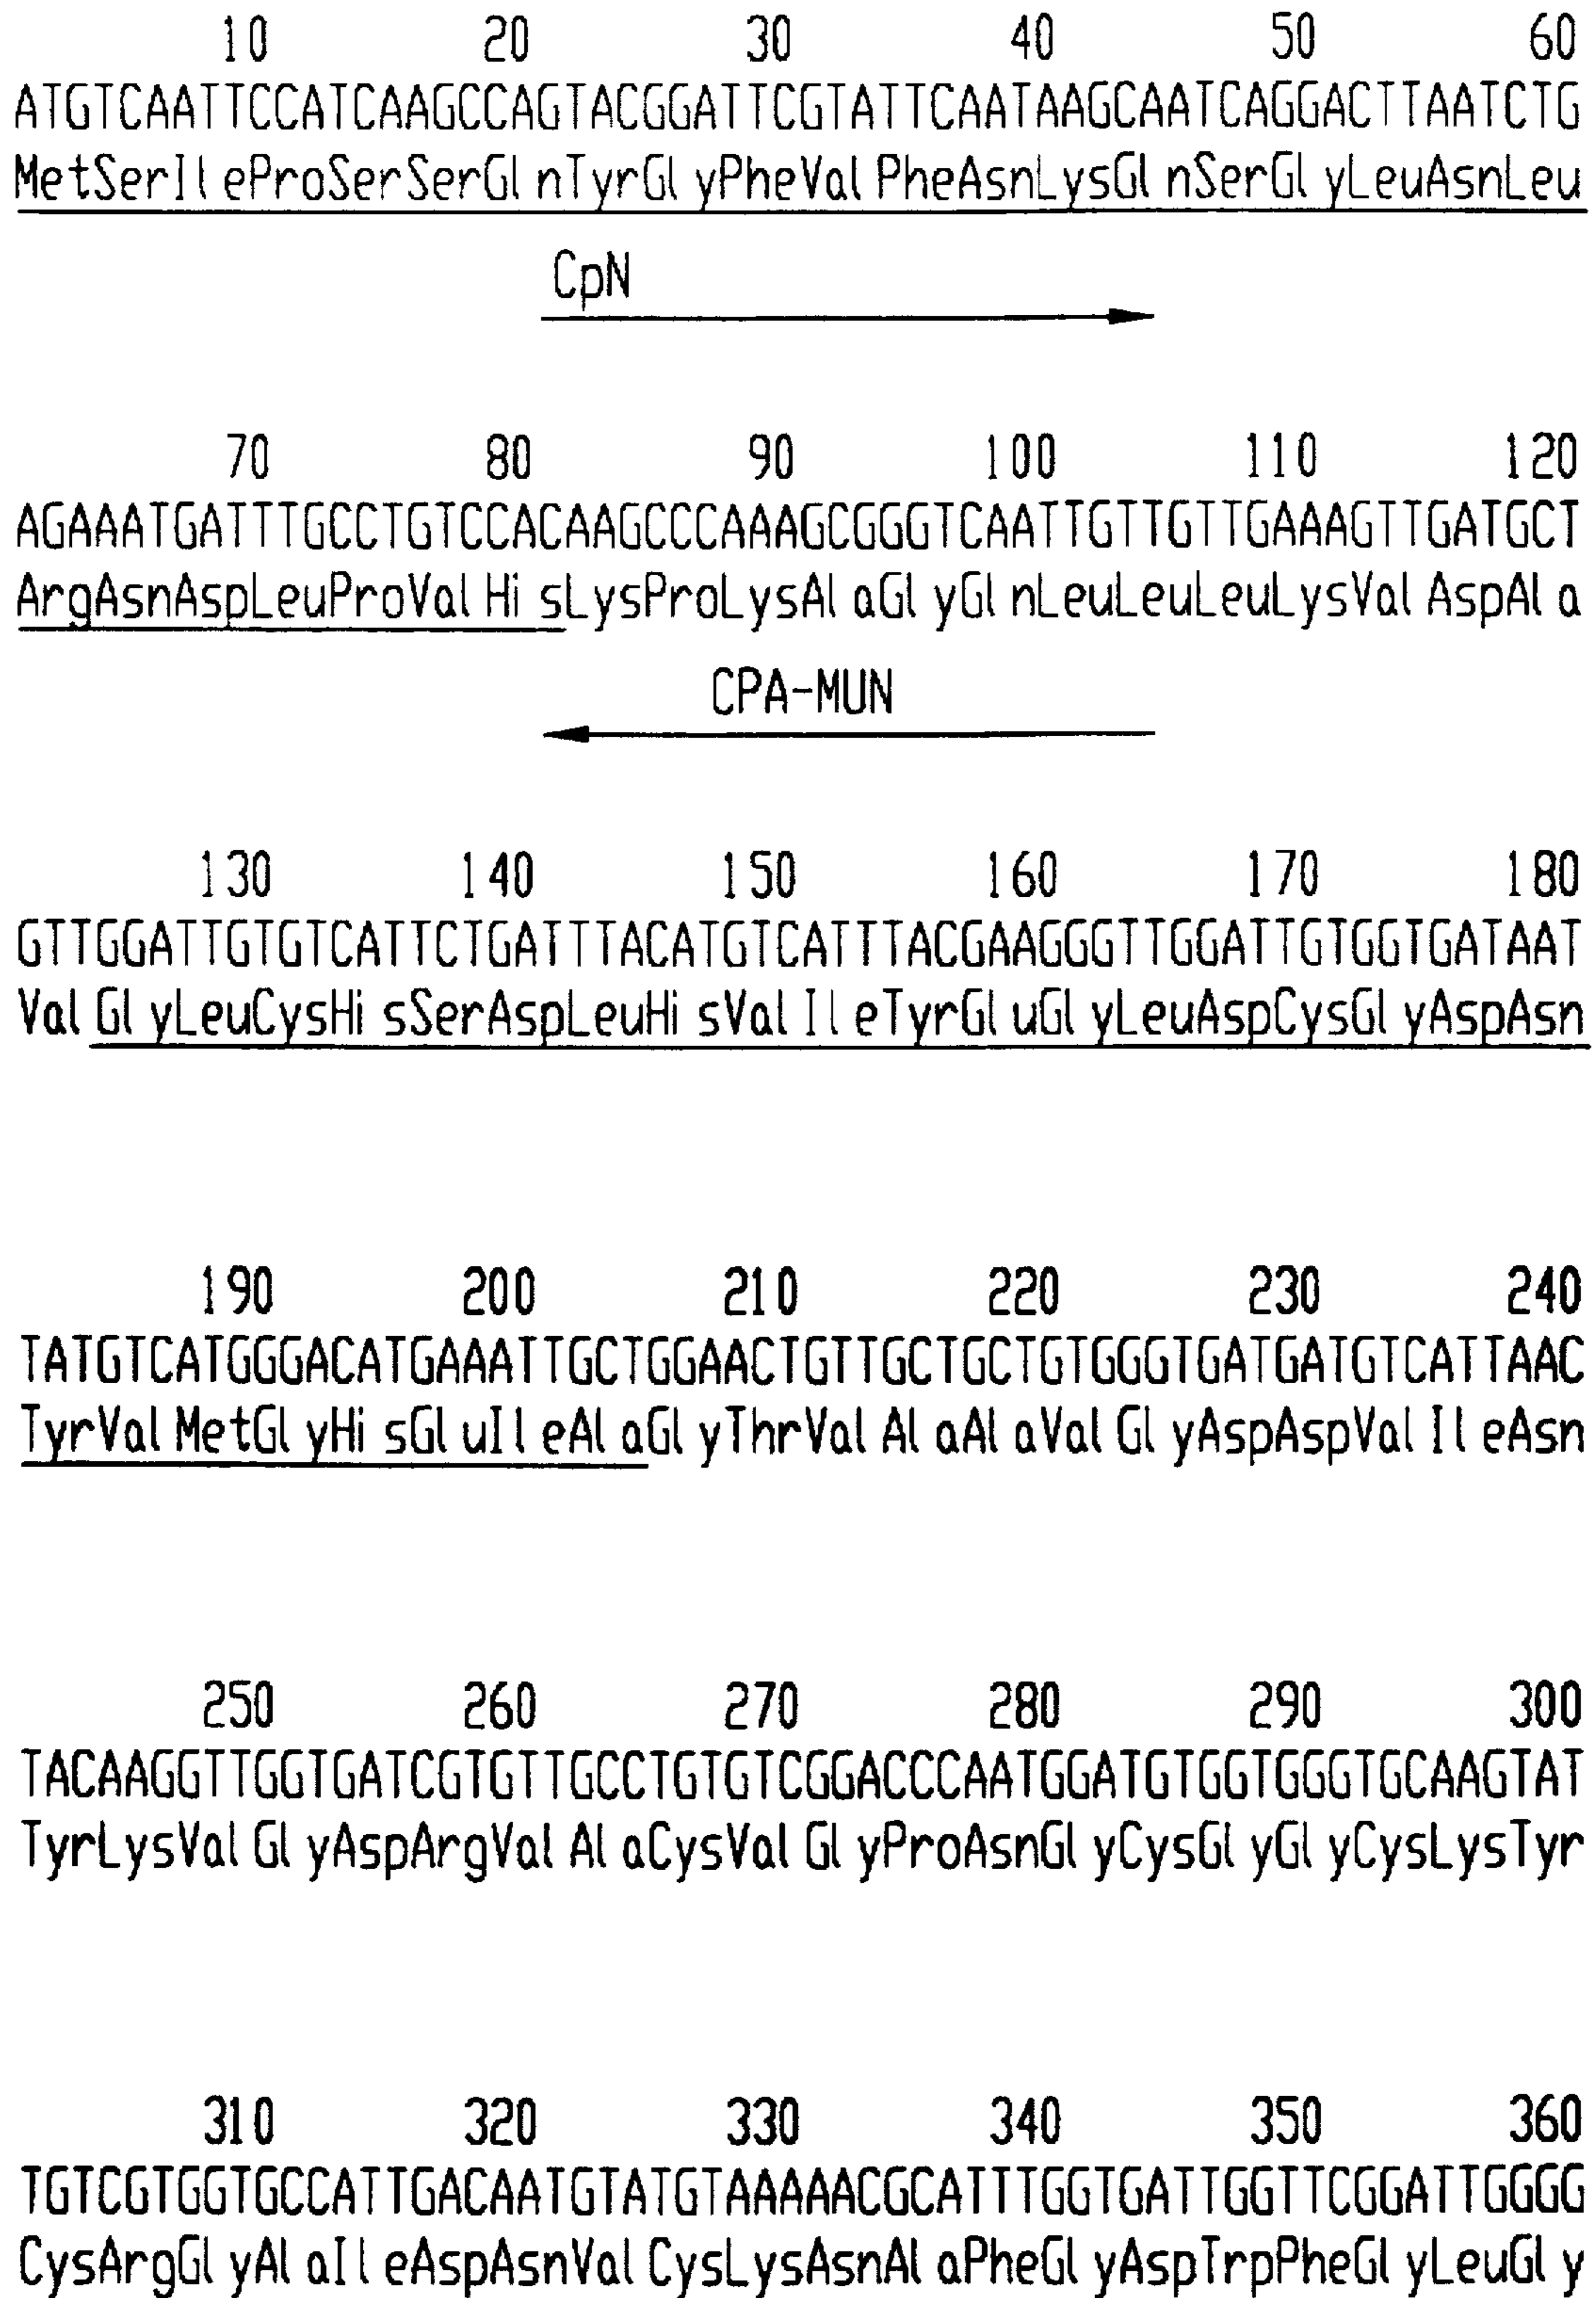 10 20 30 40 50 60
ATGTCAATTCCATCAAGCCAGTACGGATTCGTATTCAATAAGCAATCAGGACTTAATCTG
MetSerIleProSerSerGlnTyrGlyPheValPheAsnLysGlnSerGlyLeuAsnLeu
CpN
70 80 90 100 110 120
AGAAATGATTTGCCTGTCCACAAGCCCAAAGCGGGTCAATTGTTGTTGAAAGTTGATGCT
ArgAsnAspLeuProValHisLysProLysAlaGlyGlnLeuLeuLeuLysValAspAla
CPA-MUN
130 140 150 160 170 180
GTTGGATTGTGTCATTCTGATTTACATGTCATTTACGAAGGGTTGGATTGTGGTGATAAT
ValGlyLeuCysHisSerAspLeuHisValIleTyrGluGlyLeuAspCysGlyAspAsn
190 200 210 220 230 240
TATGTCATGGGACATGAAATTGCTGGAACTGTTGCTGCTGTGGGTGATGATGTCATTAAC
TyrValMetGlyHisGluIleAlaGlyThrValAlaAlaValGlyAspAspValIleAsn
250 260 270 280 290 300
TACAAGGTTGGTGATCGTGTTGCCTGTGTCGGACCCAATGGATGTGGTGGGTGCAAGTAT
TyrLysValGlyAspArgValAlaCysValGlyProAsnGlyCysGlyGlyCysLysTyr
310 320 330 340 350 360
TGTCGTGGTGCCATTGACAATGTATGTAAAAACGCATTTGGTGATTGGTTCGGATTGGGG
CysArgGlyAlaIleAspAsnValCysLysAsnAlaPheGlyAspTrpPheGlyLeuGly